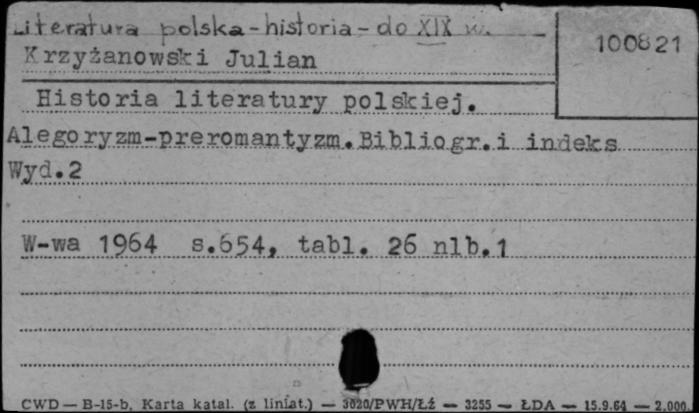 Literatura polska - historia - do XIX w.
100821
Krzyżanowski Julian
Historia literatury polskiej.
Alegoryzm-preromantyzm.Bibliogr.i indeks
Wyd.2
W-wa 1964 s.654, tabl. 26 nlb.1
CWD — B-15-b, Karta katal. (z liniat.) — 3020/PWH/Łź — 3255 — ŁDA — 15.9.64 — 2.000